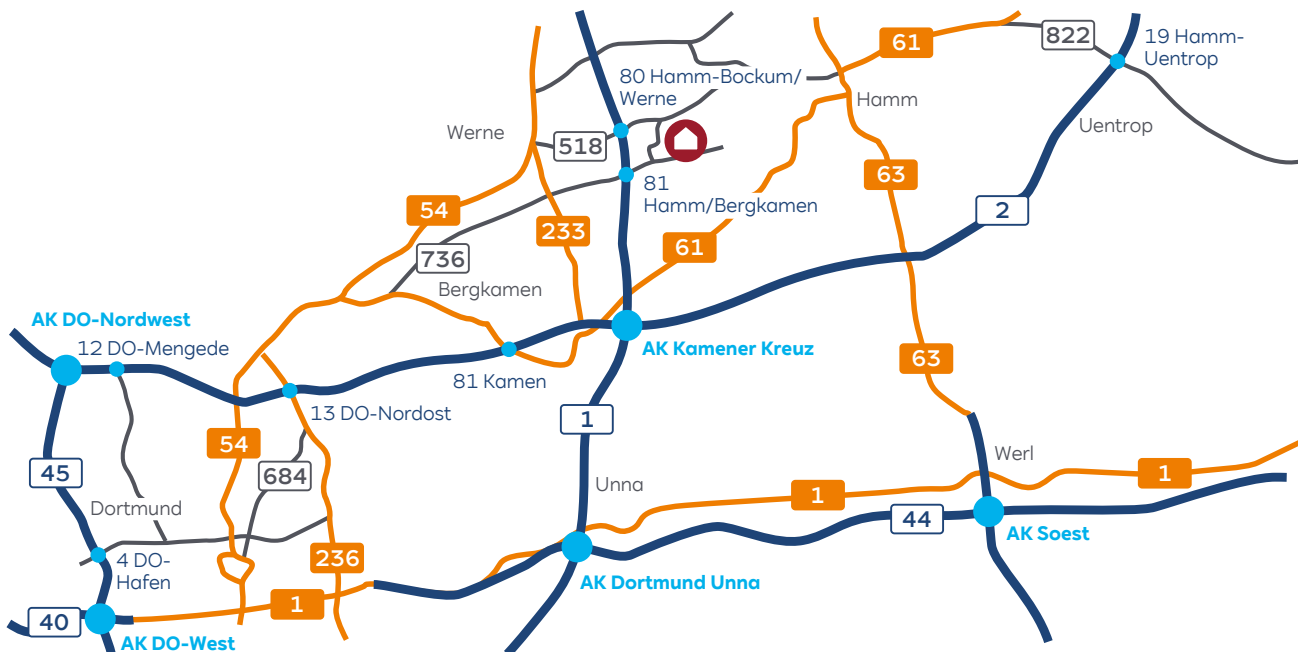 61
822
19 Hamm-
Uentrop
80 Hamm-Bockum/
Werne
Hamm
Werne
518
Uentrop
63
81
Hamm/Bergkamen
54
233
2
61
736
Bergkamen
AK DO-Nordwest
12 DO-Mengede
AK Kamener Kreuz
63
81 Kamen
13 DO-Nordost
1
54
45
684
Unna
Werl
1
1
Dortmund
44
AK Soest
4 DO-
Hafen
236
AK Dortmund Unna
1
40
AK DO-West